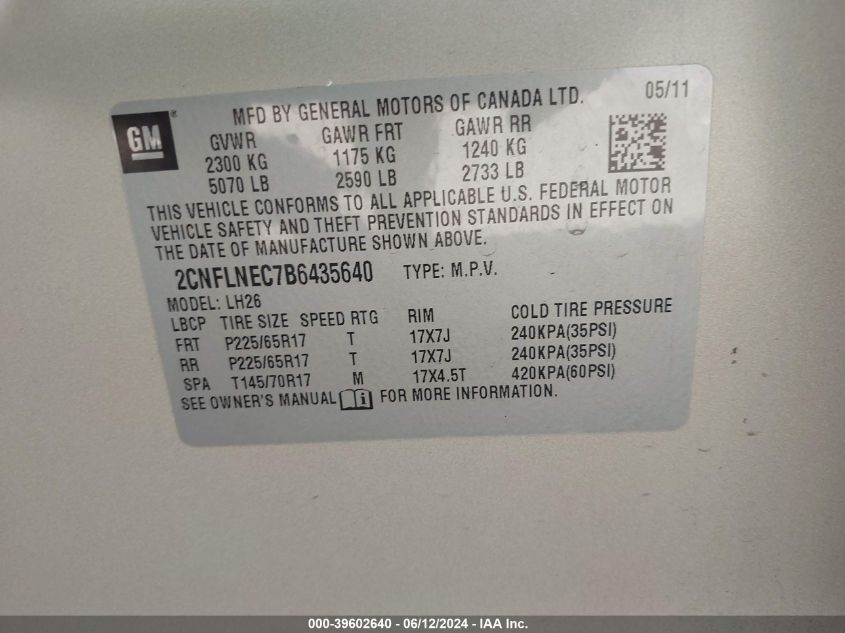 GM ®
MFD BY GENERAL MOTORS OF CANADA LTD. 05/11
GVWR GAWR FRT GAWR RR
2300 KG 1175 KG 1240 KG
5070 LB 2590 LB 2733 LB
THIS VEHICLE CONFORMS TO ALL APPLICABLE U.S. FEDERAL MOTOR
VEHICLE SAFETY AND THEFT PREVENTION STANDARDS IN EFFECT ON
THE DATE OF MANUFACTURE SHOWN ABOVE.
2CNFLNEC7B6435640 TYPE: M.P.V.
MODEL: LH26
LBCP TIRE SIZE SPEED RTG RIM COLD TIRE PRESSURE
FRT P225/65R17 T 17X7J 240KPA(35PSI)
RR P225/65R17 T 17X7J 240KPA(35PSI)
SPA T145/70R17 M 17X4.5T 420KPA(60PSI)
SEE OWNER'S MANUAL i FOR MORE INFORMATION.
000-39602640 - 06/12/2024 - IAA Inc.